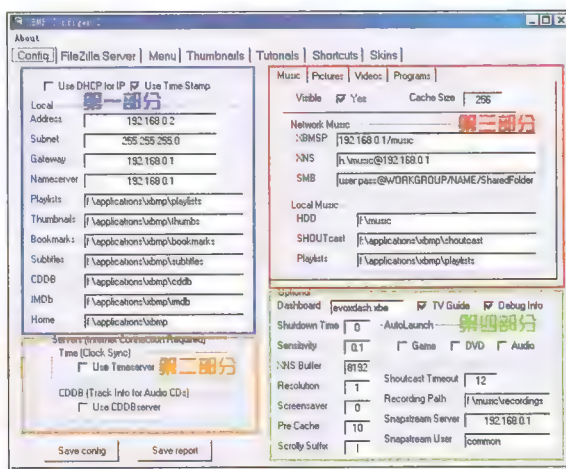 About
Config FileZilla Server Menu Thumbnails Tutorials Shortcuts Skins
Use DHCP for IP Use Time Stamp
Local 第一部分
Address 192.168.0.2
Subnet 255.255.255.0
Gateway 192.168.0.1
Nameserver 192.168.0.1
Playlists f:\applications\xbmp\playlists
Thumbnails f:\applications\xbmp\thumbs
Bookmarks f:\applications\xbmp\bookmarks
Subtitles f:\applications\xbmp\subtitles
CDDB f:\applications\xbmp\cddb
IMDb f:\applications\xbmp\imdb
Home f:\applications\xbmp
Servers (Internet Connection Required)
Time (Clock Sync)
Use Timeserver 第二部分
CDDB (Track Info for Audio CDs)
Use CDDB server
Save config Save report
Music Pictures Videos Programs
Visible Yes Cache Size 256
Network Music 第三部分
XBMSP 192.168.0.1/music
XNS h:\music@192.168.0.1
SMB user:pass@WORKGROUP/NAME/SharedFolder
Local Music
HDD f:\music
SHOUTcast f:\applications\xbmp\shoutcast
Playlists f:\applications\xbmp\playlists
Optional
Dashboard evoxdash.xbe TV Guide Debug Info
Shutdown Time 0 AutoLaunch 第四部分
Sensitivity 0.1 Game DVD Audio
XNS Buffer 8192
Resolution 1 Shoutcast Timeout 12
Screensaver 0 Recording Path f:\music\recordings
Pre Cache 10 Snapstream Server 192.168.0.1
Scrolly Suffix | Snapstream User common